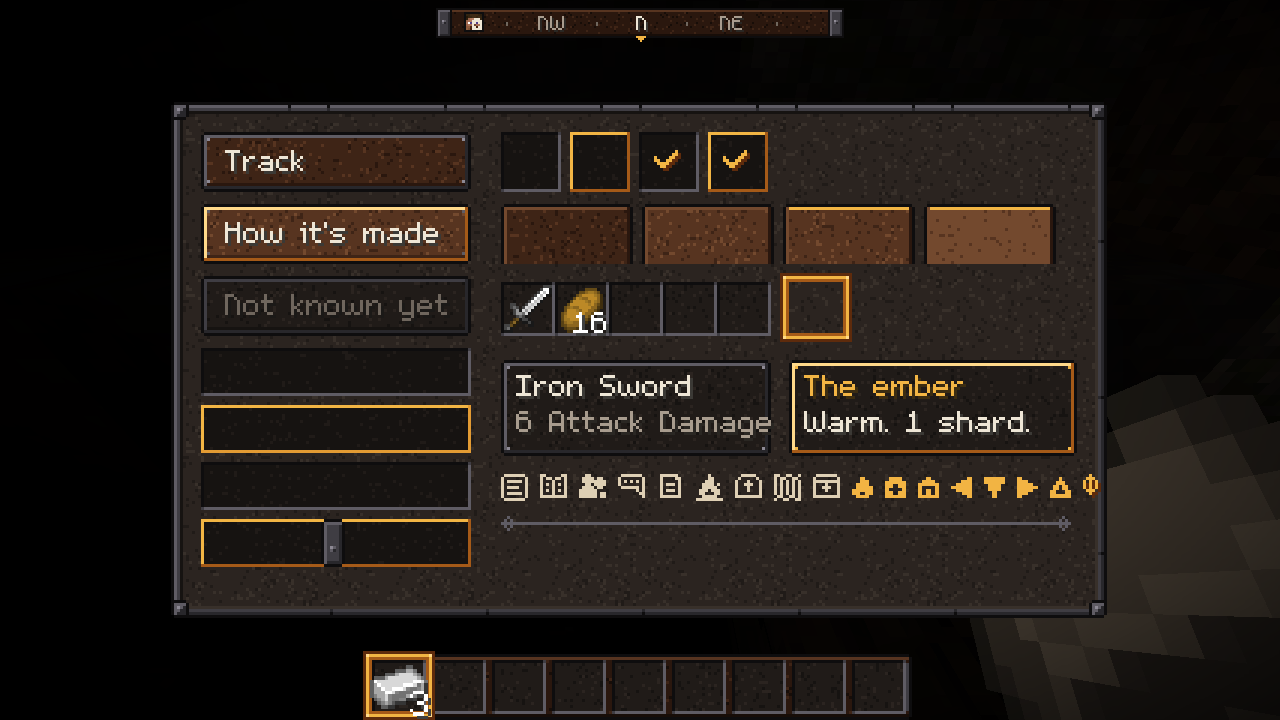 NW · N · NE
Track
How it's made
Not known yet
16
Iron Sword
6 Attack Damage
The ember
Warm. 1 shard.
3